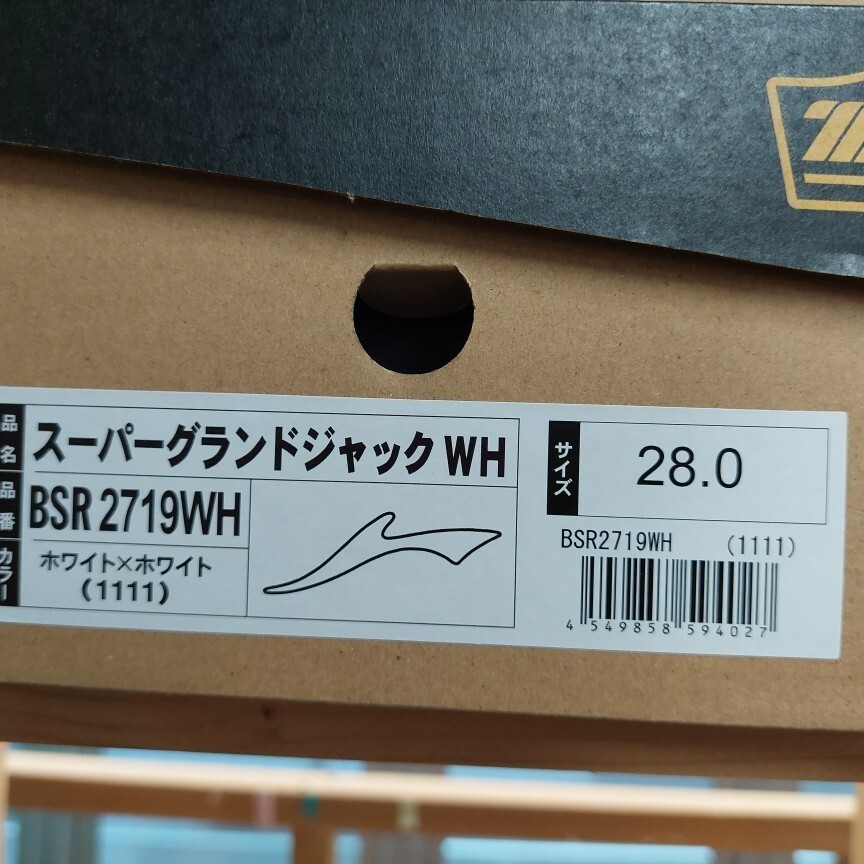 品名
スーパーグランドジャック WH
品番
BSR 2719WH
カラー
ホワイト×ホワイト
(1111)
サイズ
28.0
BSR2719WH (1111)
4 549858 594027